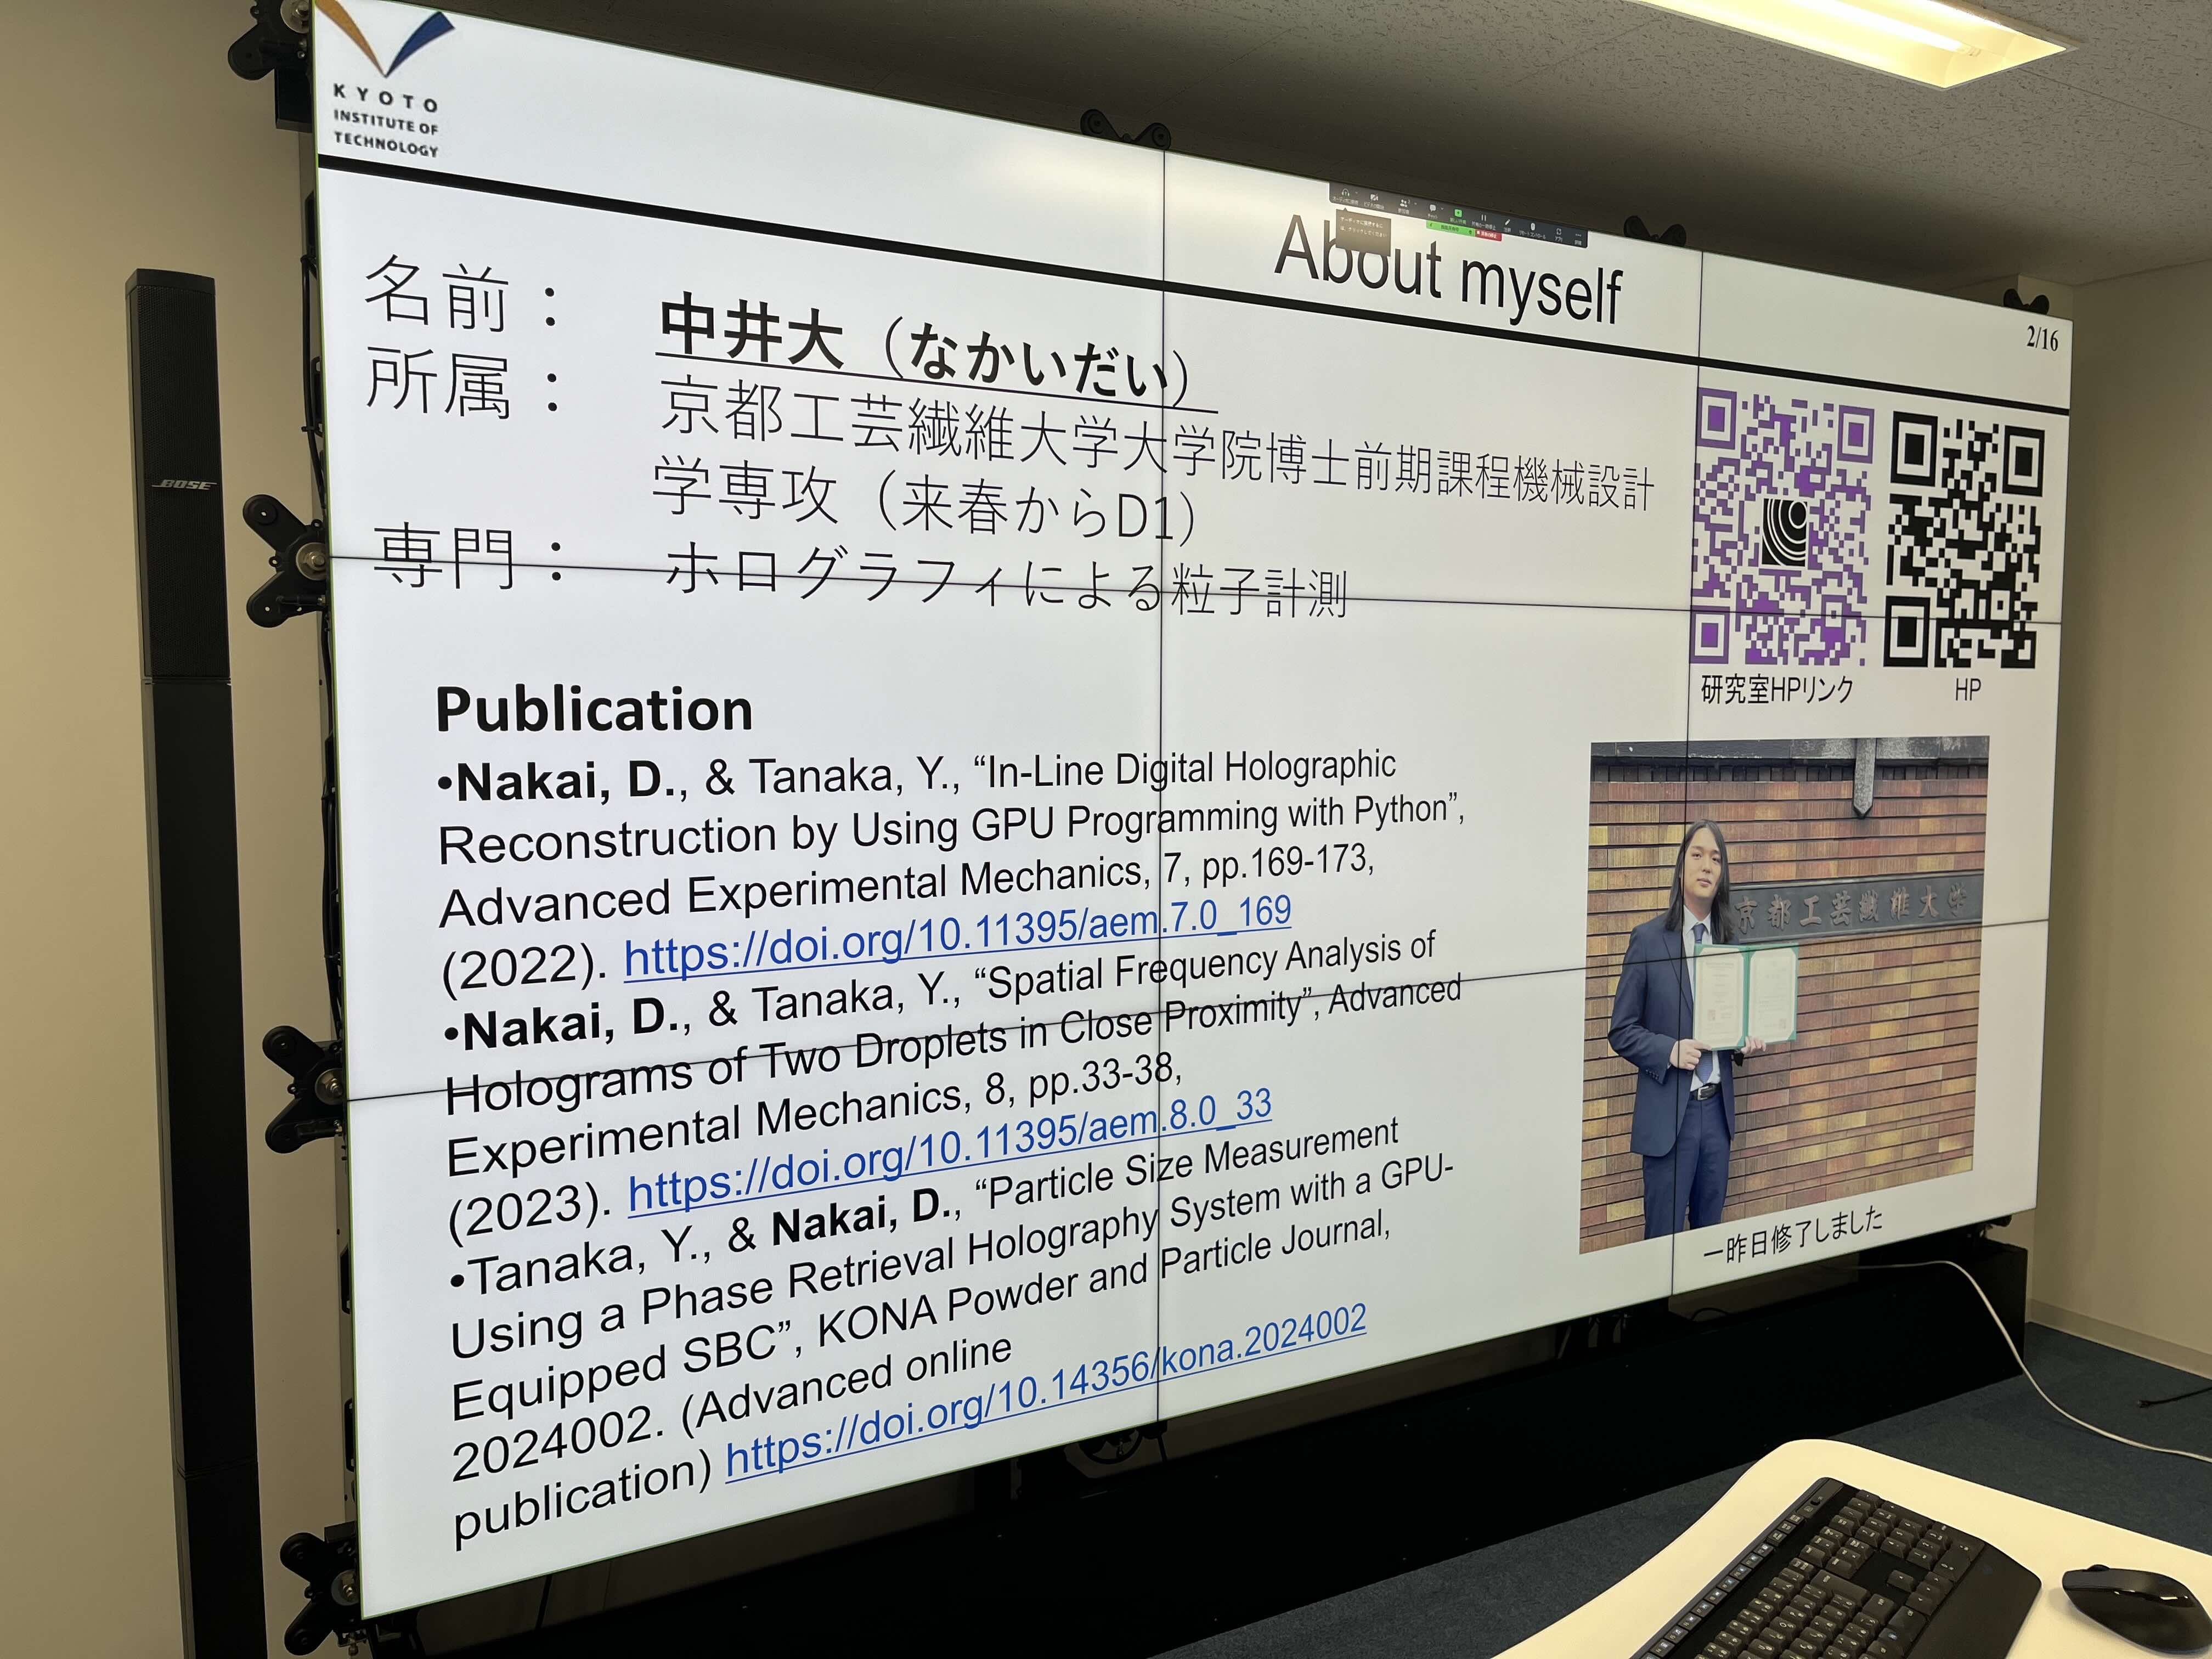 KYOTO
INSTITUTE OF
TECHNOLOGY
About myself
2/16
名前：
中井大（なかいだい）
所属：
京都工芸繊維大学大学院博士前期課程機械設計
学専攻（来春からD1）
専門：
ホログラフィによる粒子計測
研究室HPリンク
HP
Publication
•Nakai, D., & Tanaka, Y., “In-Line Digital Holographic
Reconstruction by Using GPU Programming with Python”,
Advanced Experimental Mechanics, 7, pp.169-173,
(2022). https://doi.org/10.11395/aem.7.0_169
•Nakai, D., & Tanaka, Y., “Spatial Frequency Analysis of
Holograms of Two Droplets in Close Proximity”, Advanced
Experimental Mechanics, 8, pp.33-38,
(2023). https://doi.org/10.11395/aem.8.0_33
•Tanaka, Y., & Nakai, D., “Particle Size Measurement
Using a Phase Retrieval Holography System with a GPU-
Equipped SBC”, KONA Powder and Particle Journal,
2024002. (Advanced online
publication) https://doi.org/10.14356/kona.2024002
京都工芸繊維大学
一昨日修了しました
BOSE